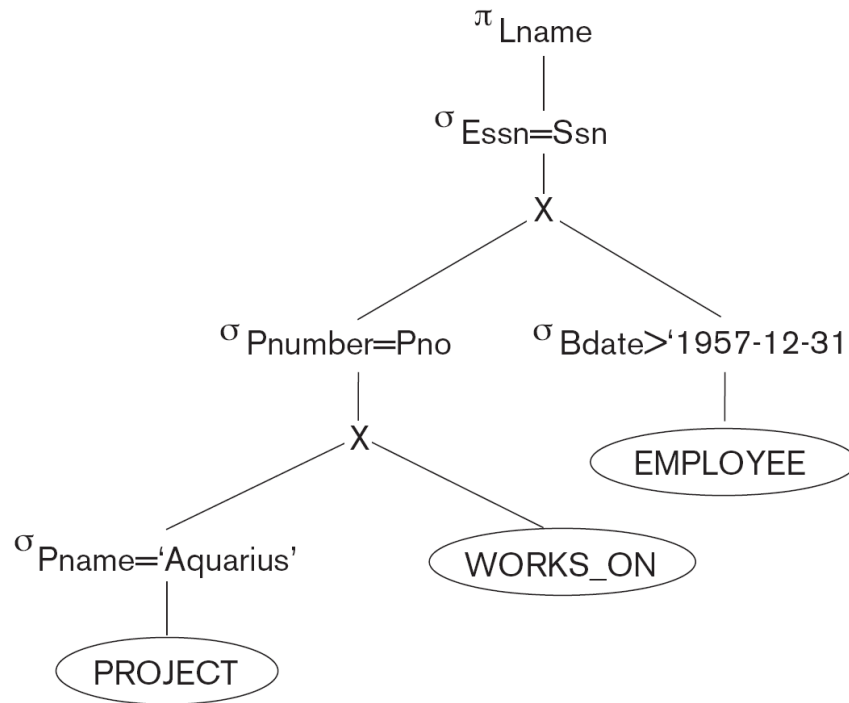 π Lname
σ Essn=Ssn
X
σ Pnumber=Pno
σ Bdate>‘1957-12-31
X
EMPLOYEE
σ Pname=‘Aquarius’
WORKS_ON
PROJECT